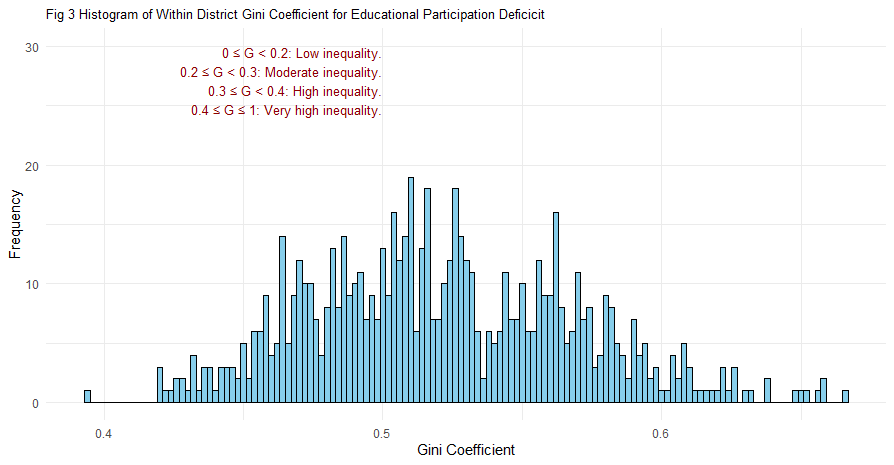 Fig 3 Histogram of Within District Gini Coefficient for Educational Participation Deficicit
0 ≤ G < 0.2: Low inequality.
0.2 ≤ G < 0.3: Moderate inequality.
0.3 ≤ G < 0.4: High inequality.
0.4 ≤ G ≤ 1: Very high inequality.
Frequency
30
20
10
0
0.4
0.5
0.6
Gini Coefficient